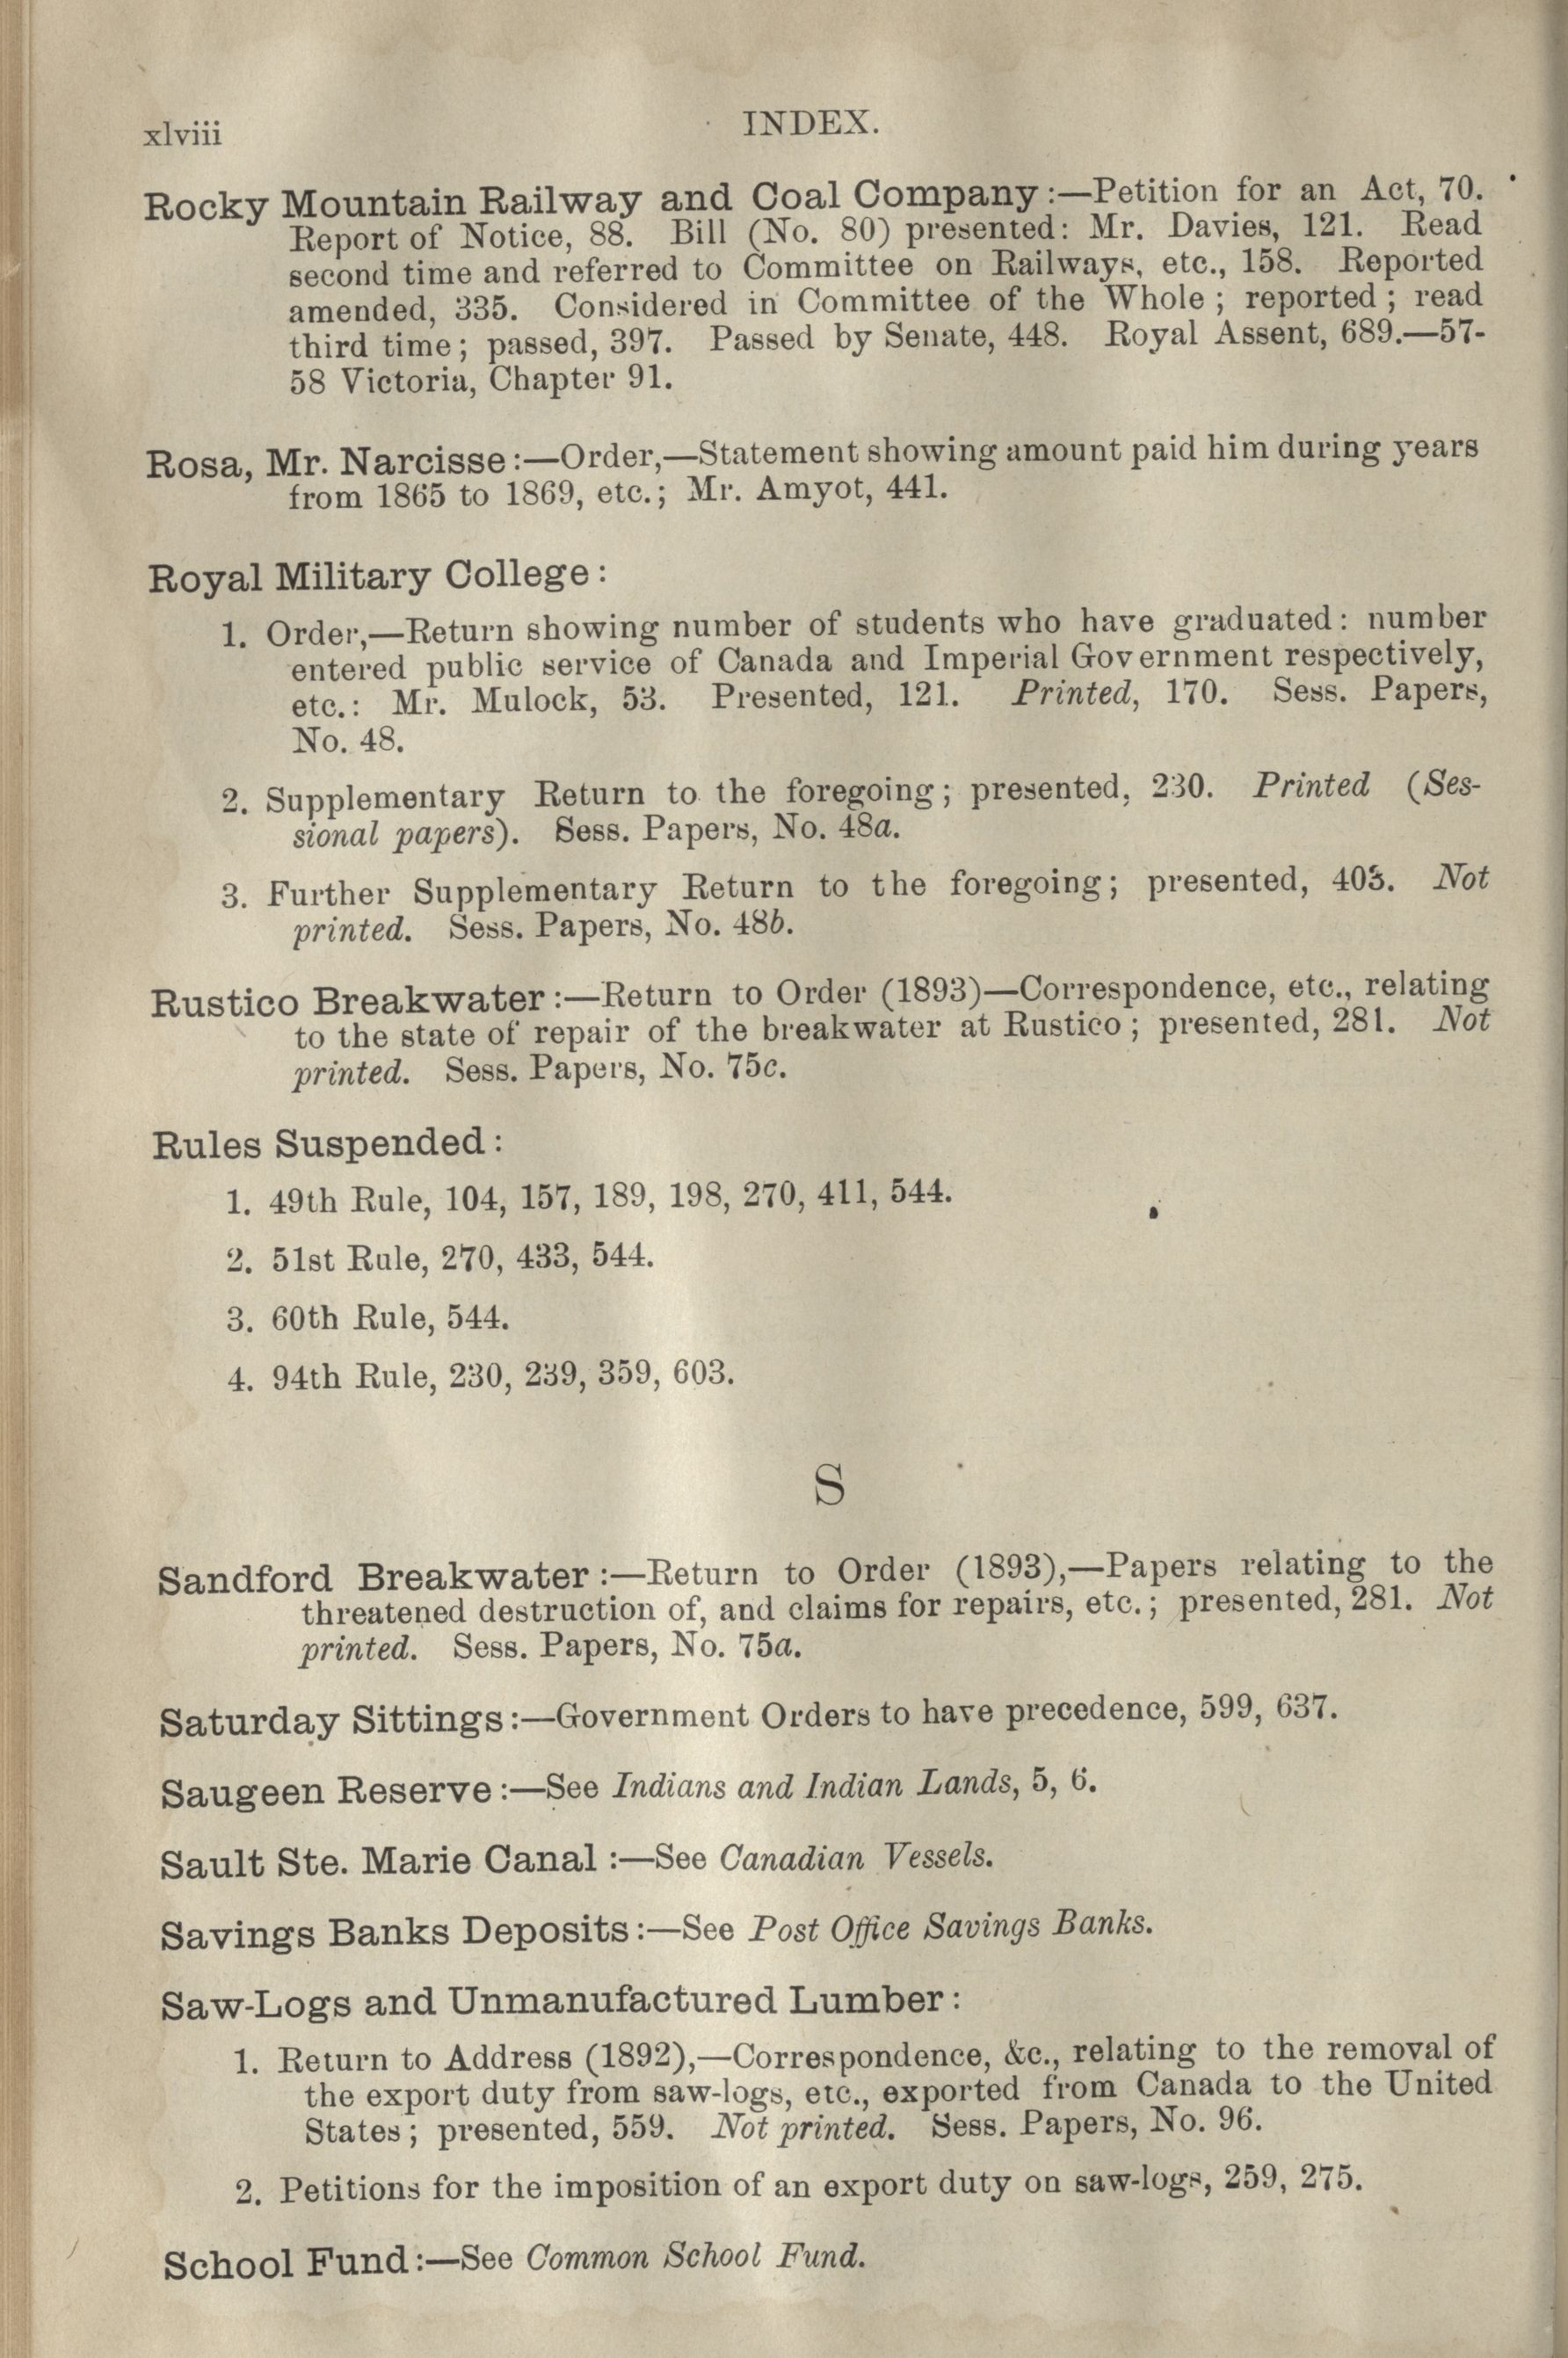 xlviii
INDEX.
Rocky Mountain Railway and Coal Company:—Petition for an Act, 70.
Report of Notice, 88. Bill (No. 80) presented: Mr. Davies, 121. Read
second time and referred to Committee on Railways, etc., 158. Reported
amended, 335. Considered in Committee of the Whole; reported; read
third time; passed, 397. Passed by Senate, 448. Royal Assent, 689.—57-
58 Victoria, Chapter 91.
Rosa, Mr. Narcisse:—Order,—Statement showing amount paid him during years
from 1865 to 1869, etc.; Mr. Amyot, 441.
Royal Military College:
1. Order,—Return showing number of students who have graduated: number
entered public service of Canada and Imperial Government respectively,
etc.: Mr. Mulock, 53. Presented, 121. Printed, 170. Sess. Papers,
No. 48.
2. Supplementary Return to the foregoing; presented, 230. Printed (Ses-
sional papers). Sess. Papers, No. 48a.
3. Further Supplementary Return to the foregoing; presented, 403. Not
printed. Sess. Papers, No. 48b.
Rustico Breakwater:—Return to Order (1893)—Correspondence, etc., relating
to the state of repair of the breakwater at Rustico; presented, 281. Not
printed. Sess. Papers, No. 75c.
Rules Suspended:
1. 49th Rule, 104, 157, 189, 198, 270, 411, 544.
2. 51st Rule, 270, 433, 544.
3. 60th Rule, 544.
4. 94th Rule, 230, 239, 359, 603.
S
Sandford Breakwater:—Return to Order (1893),—Papers relating to the
threatened destruction of, and claims for repairs, etc.; presented, 281. Not
printed. Sess. Papers, No. 75a.
Saturday Sittings:—Government Orders to have precedence, 599, 637.
Saugeen Reserve:—See Indians and Indian Lands, 5, 6.
Sault Ste. Marie Canal:—See Canadian Vessels.
Savings Banks Deposits:—See Post Office Savings Banks.
Saw-Logs and Unmanufactured Lumber:
1. Return to Address (1892),—Correspondence, &c., relating to the removal of
the export duty from saw-logs, etc., exported from Canada to the United
States; presented, 559. Not printed. Sess. Papers, No. 96.
2. Petitions for the imposition of an export duty on saw-logs, 259, 275.
School Fund:—See Common School Fund.